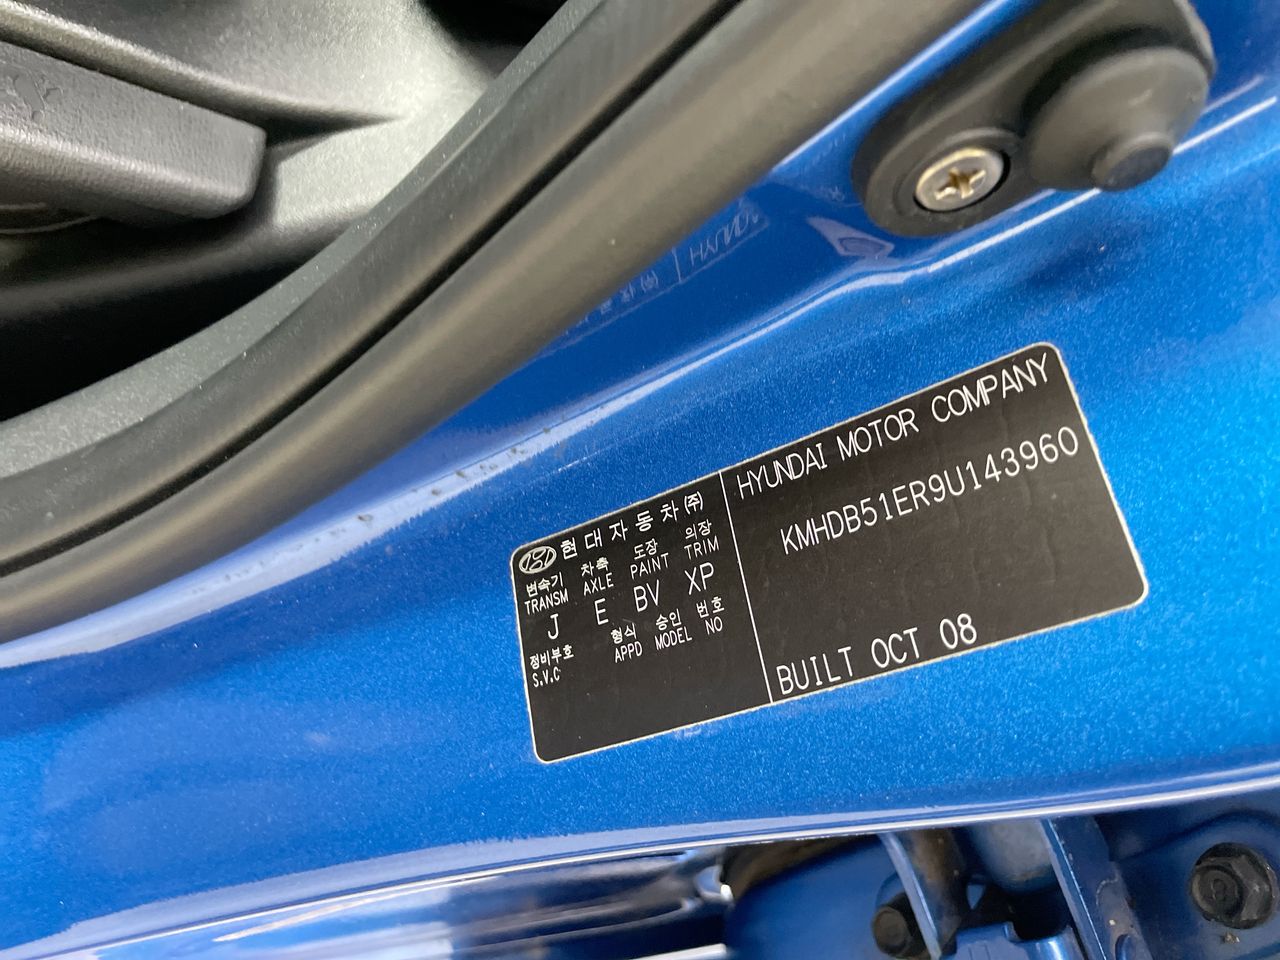 현대자동차(주)
변속기 차축 도장 의장
TRANSM AXLE PAINT TRIM
J E BV XP
정비부호 형식 승인 번호
S.V.C APPD MODEL NO
HYUNDAI MOTOR COMPANY
KMHDB51ER9U143960
BUILT OCT 08